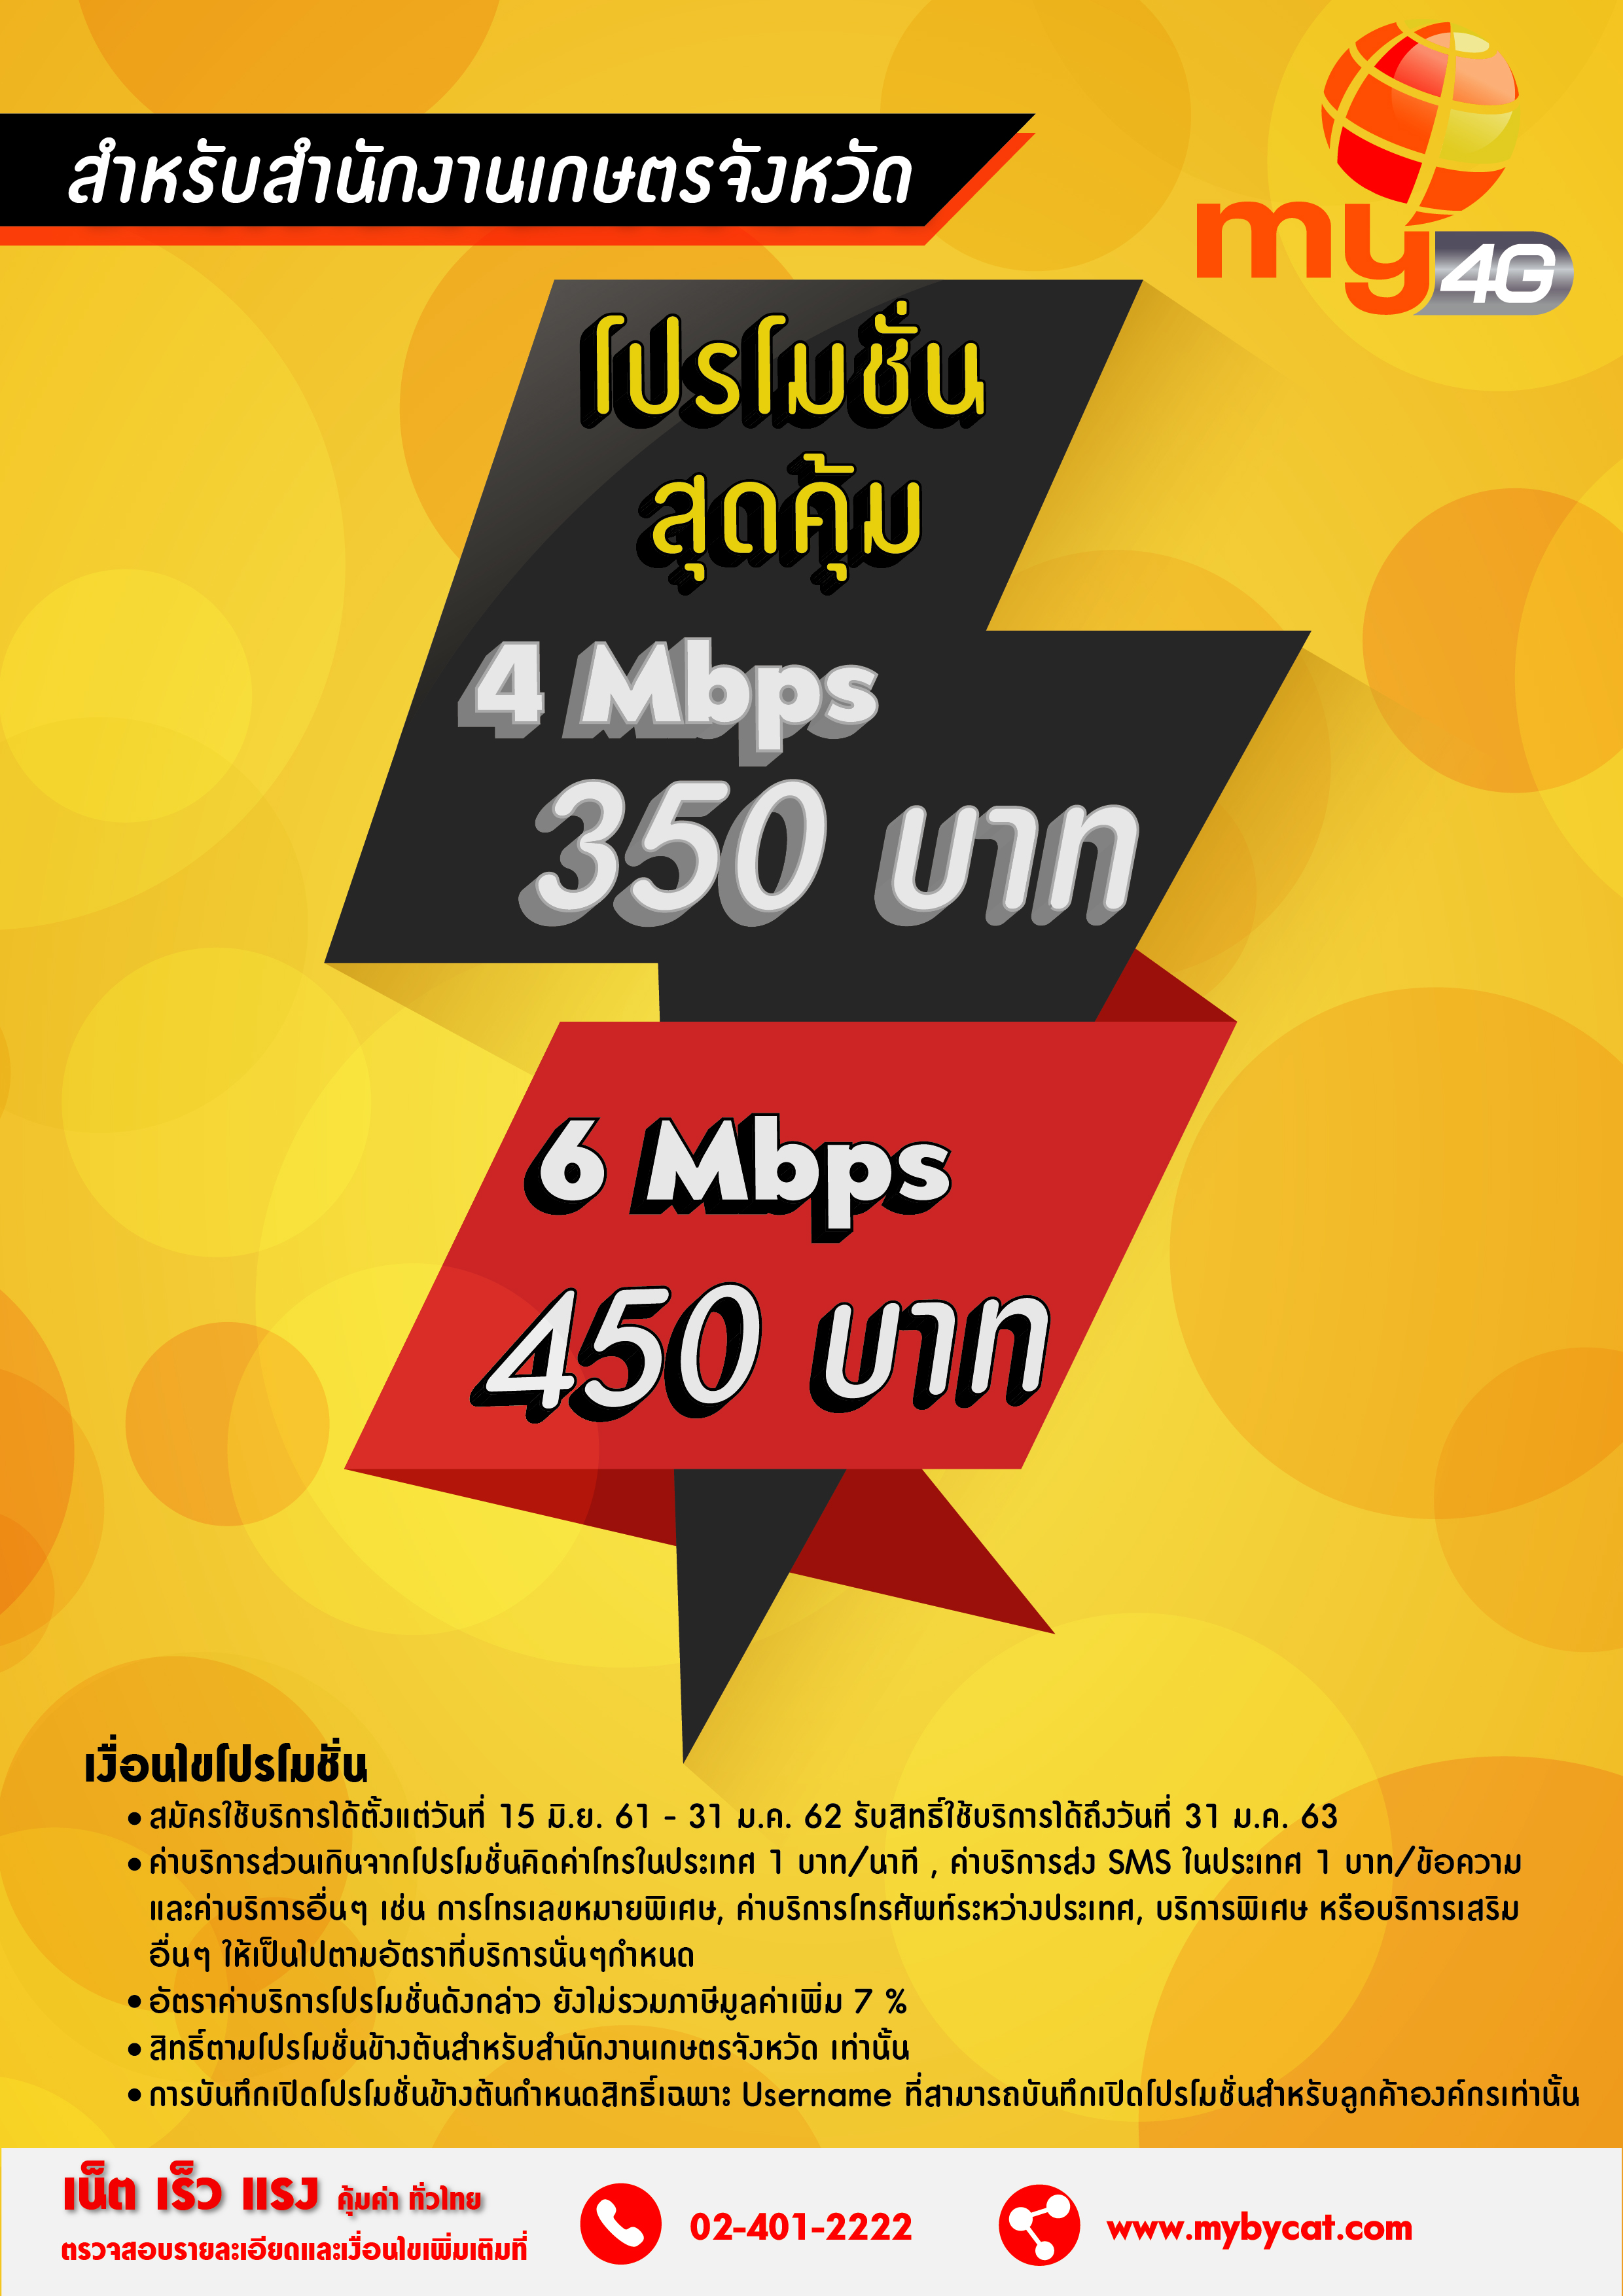 สำหรับสำนักงานเกษตรจังหวัด
my 4G
โปรโมชั่น
สุดคุ้ม
4 Mbps
350 บาท
6 Mbps
450 บาท
เงื่อนไขโปรโมชั่น
• สมัครใช้บริการได้ตั้งแต่วันที่ 15 มิ.ย. 61 - 31 ม.ค. 62 รับสิทธิ์ใช้บริการได้ถึงวันที่ 31 ม.ค. 63
• ค่าบริการส่วนเกินจากโปรโมชั่นคิดค่าโทรในประเทศ 1 บาท/นาที , ค่าบริการส่ง SMS ในประเทศ 1 บาท/ข้อความ
และค่าบริการอื่นๆ เช่น การโทรเลขหมายพิเศษ, ค่าบริการโทรศัพท์ระหว่างประเทศ, บริการพิเศษ หรือบริการเสริม
อื่นๆ ให้เป็นไปตามอัตราที่บริการนั่นๆกำหนด
• อัตราค่าบริการโปรโมชั่นดังกล่าว ยังไม่รวมภาษีมูลค่าเพิ่ม 7 %
• สิทธิ์ตามโปรโมชั่นข้างต้นสำหรับสำนักงานเกษตรจังหวัด เท่านั้น
• การบันทึกเปิดโปรโมชั่นข้างต้นกำหนดสิทธิ์เฉพาะ Username ที่สามารถบันทึกเปิดโปรโมชั่นสำหรับลูกค้าองค์กรเท่านั้น
เน็ต เร็ว แรง คุ้มค่า ทั่วไทย
ตรวจสอบรายละเอียดและเงื่อนไขเพิ่มเติมที่
02-401-2222
www.mybycat.com